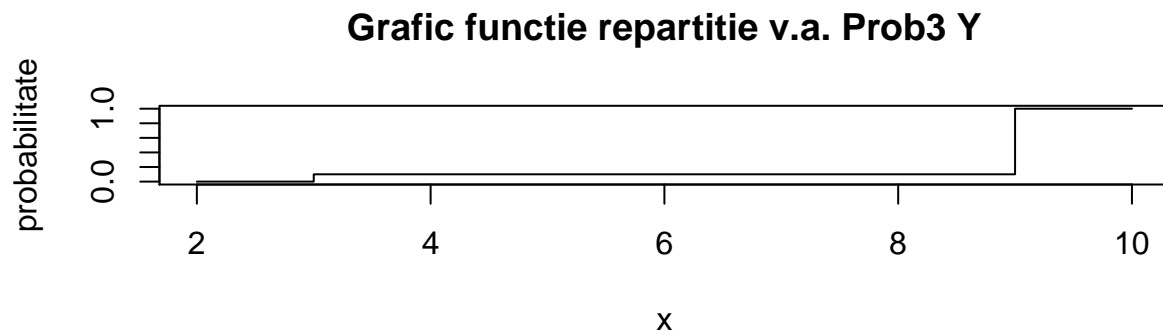 Grafic functie repartitie v.a. Prob3 Y
probabilitate
1.0
0.0
2 4 6 8 10
x